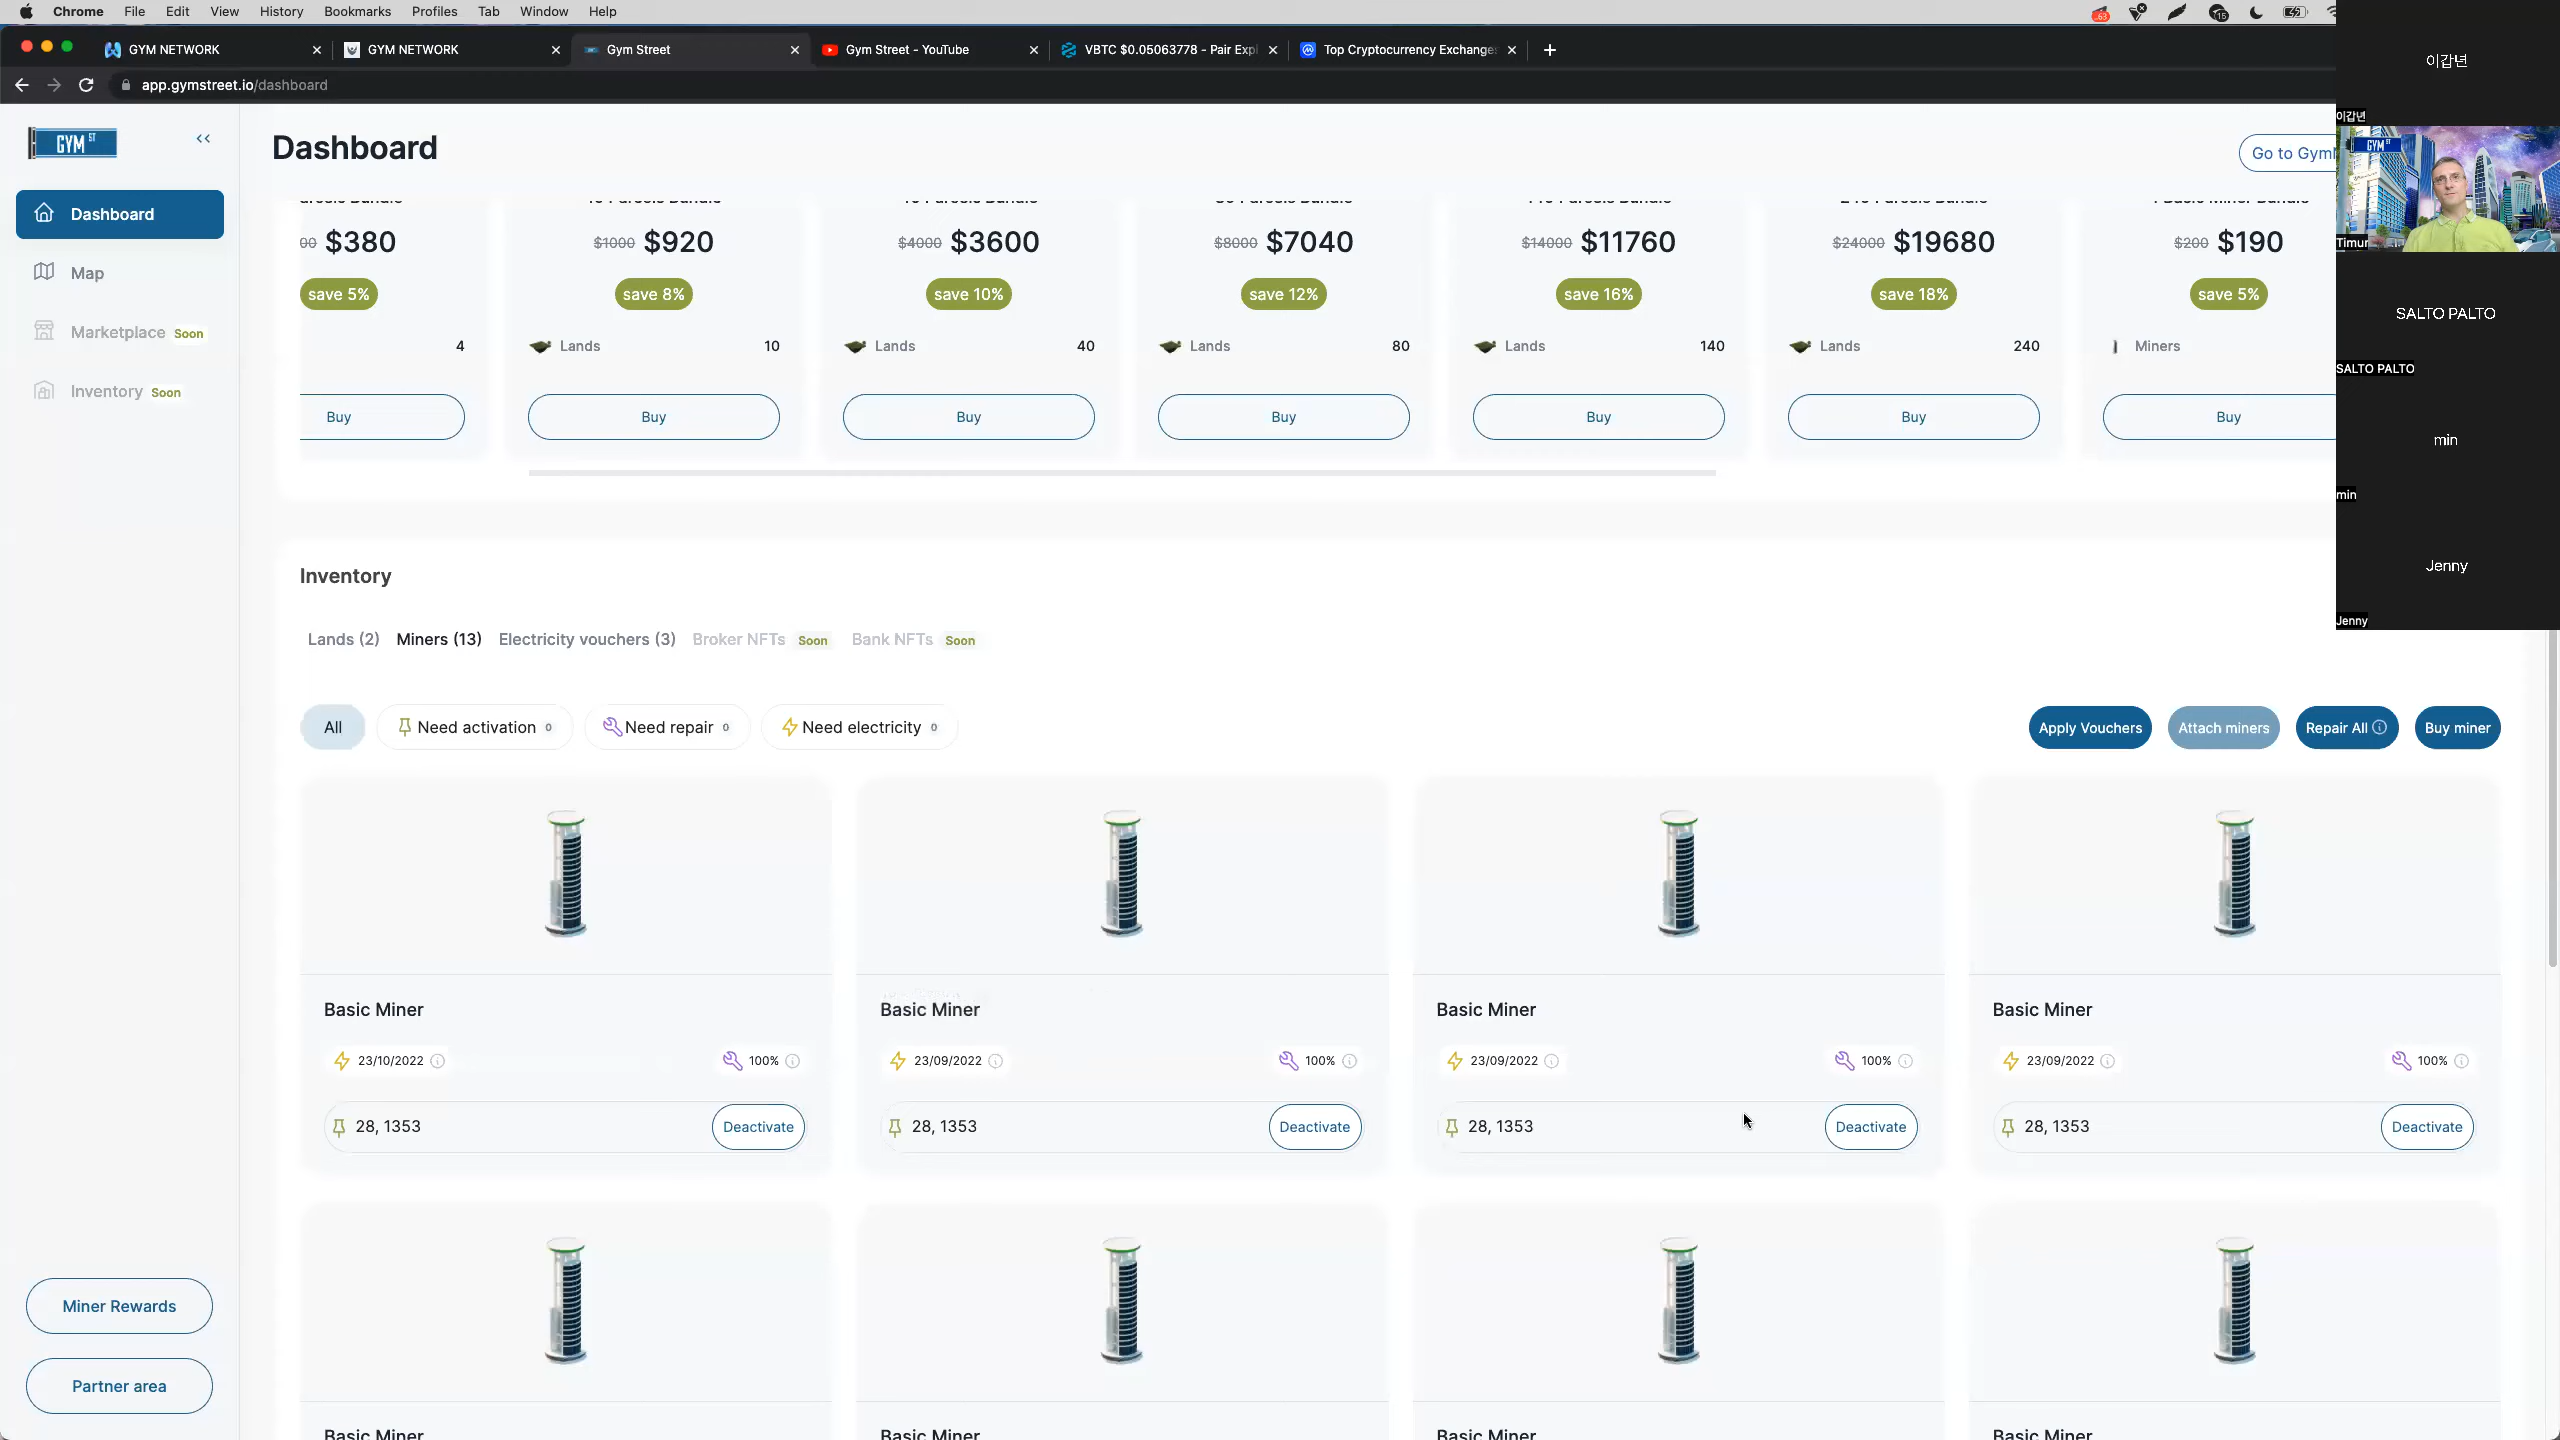 Chrome File Edit View History Bookmarks Profiles Tab Window Help
GYM NETWORK
GYM NETWORK
Gym Street
Gym Street - YouTube
VBTC $0.05063778 - Pair Expl
Top Cryptocurrency Exchanges
app.gymstreet.io/dashboard
GYM ST
Dashboard
Map
Marketplace Soon
Inventory Soon
Miner Rewards
Partner area
Dashboard
Go to Gym
00 $380
$1000 $920
$4000 $3600
$8000 $7040
$14000 $11760
$24000 $19680
$200 $190
save 5%
save 8%
save 10%
save 12%
save 16%
save 18%
save 5%
4
Lands 10
Lands 40
Lands 80
Lands 140
Lands 240
Miners
Buy
Buy
Buy
Buy
Buy
Buy
Buy
Inventory
Lands (2) Miners (13) Electricity vouchers (3) Broker NFTs Soon Bank NFTs Soon
All Need activation 0 Need repair 0 Need electricity 0
Apply Vouchers Attach miners Repair All Buy miner
Basic Miner
23/10/2022 100%
28, 1353 Deactivate
Basic Miner
23/09/2022 100%
28, 1353 Deactivate
Basic Miner
23/09/2022 100%
28, 1353 Deactivate
Basic Miner
23/09/2022 100%
28, 1353 Deactivate
Basic Miner
Basic Miner
Basic Miner
Basic Miner
이갑년
이갑년
GYM ST
Timur
SALTO PALTO
SALTO PALTO
min
min
Jenny
Jenny